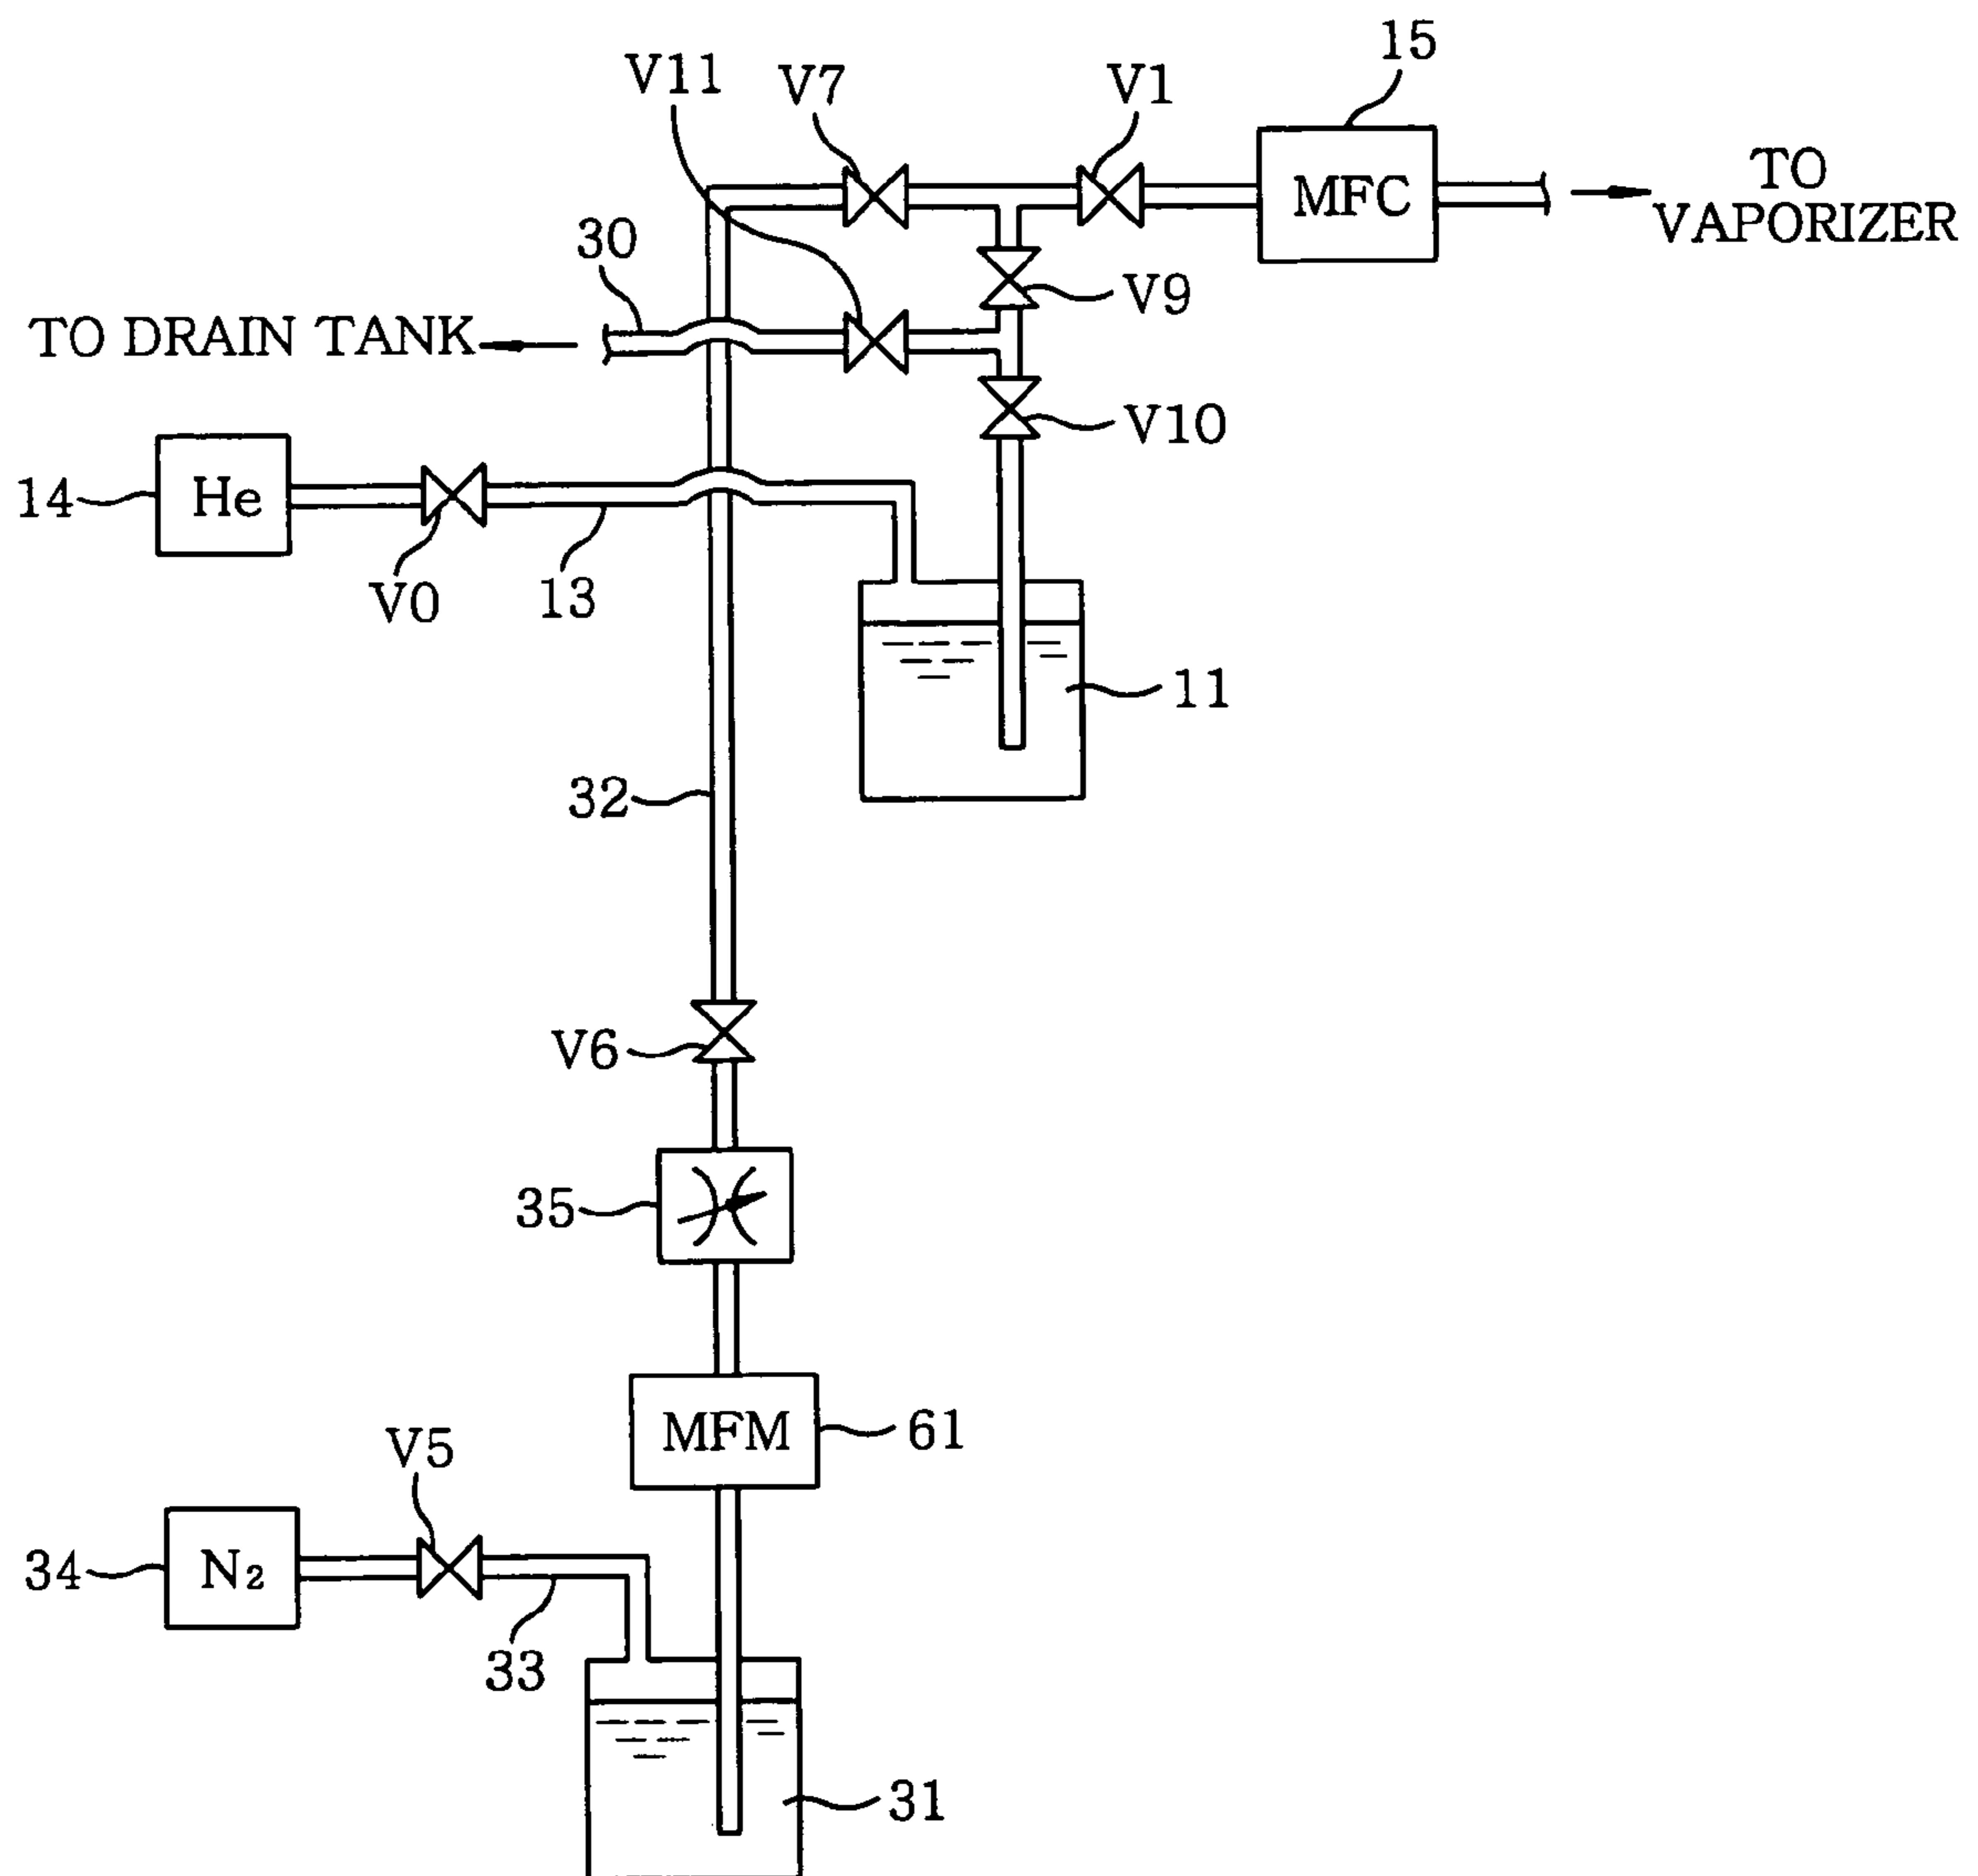 15
V11
V7
V1
MFC
TO
VAPORIZER
30
V9
TO DRAIN TANK
V10
14
He
V0
13
11
32
V6
35
MFM
61
V5
34
N₂
33
31